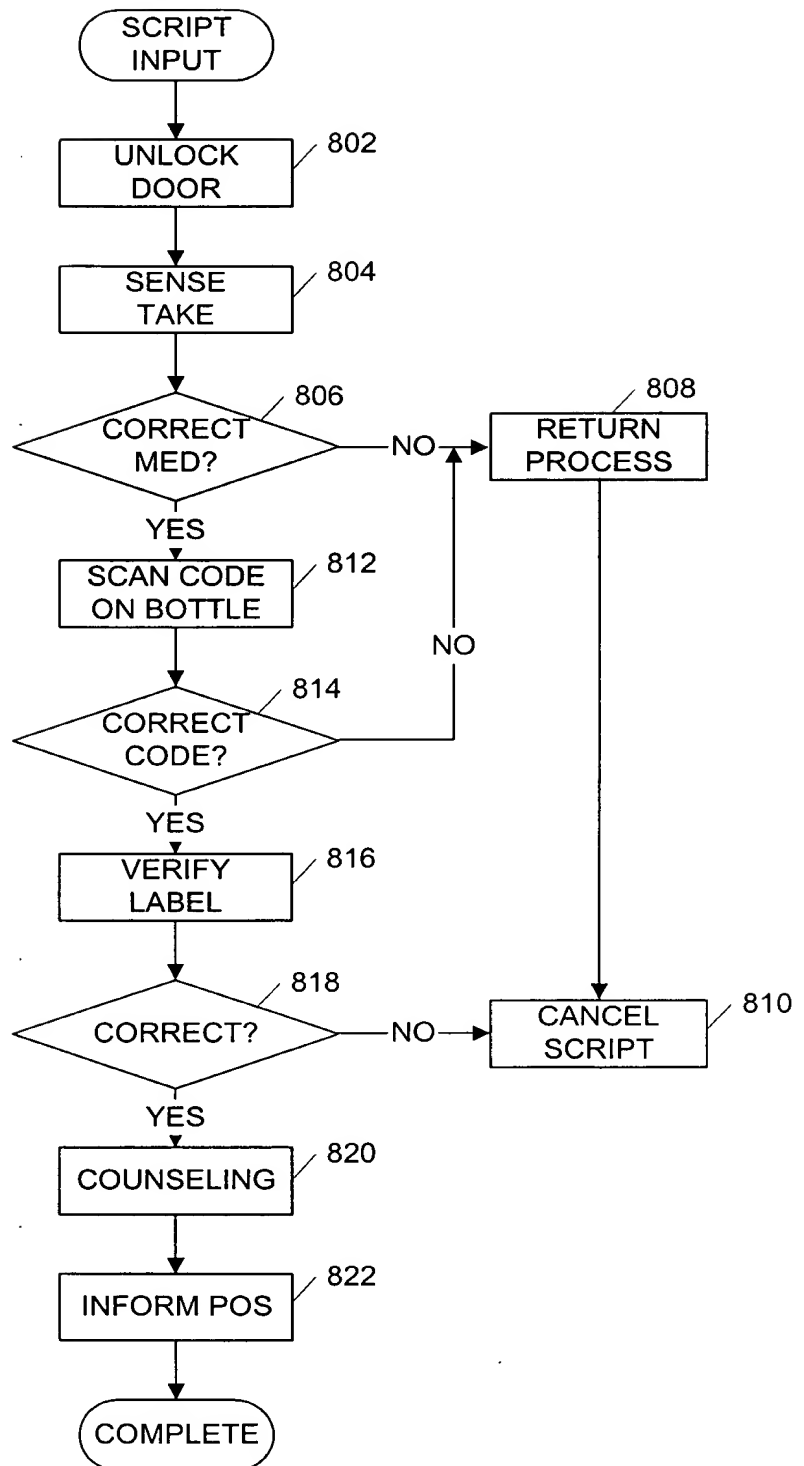 SCRIPT
INPUT
802
UNLOCK
DOOR
804
SENSE
TAKE
806
CORRECT
MED?
NO
808
RETURN
PROCESS
YES
812
SCAN CODE
ON BOTTLE
NO
814
CORRECT
CODE?
YES
816
VERIFY
LABEL
818
CORRECT?
NO
810
CANCEL
SCRIPT
YES
820
COUNSELING
822
INFORM POS
COMPLETE